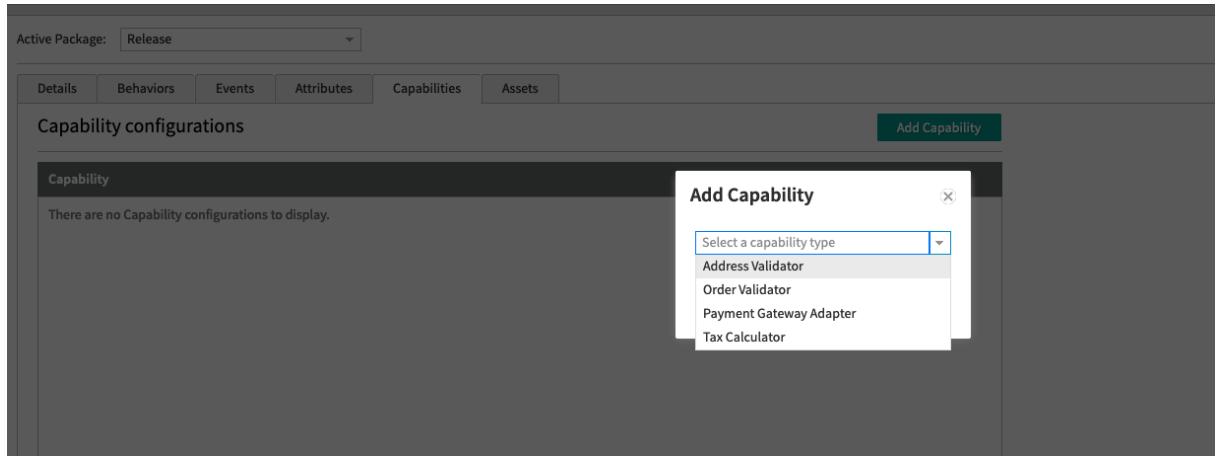 Active Package: Release
Details Behaviors Events Attributes Capabilities Assets
Capability configurations
Add Capability
Capability
There are no Capability configurations to display.
Add Capability
Select a capability type
Address Validator
Order Validator
Payment Gateway Adapter
Tax Calculator